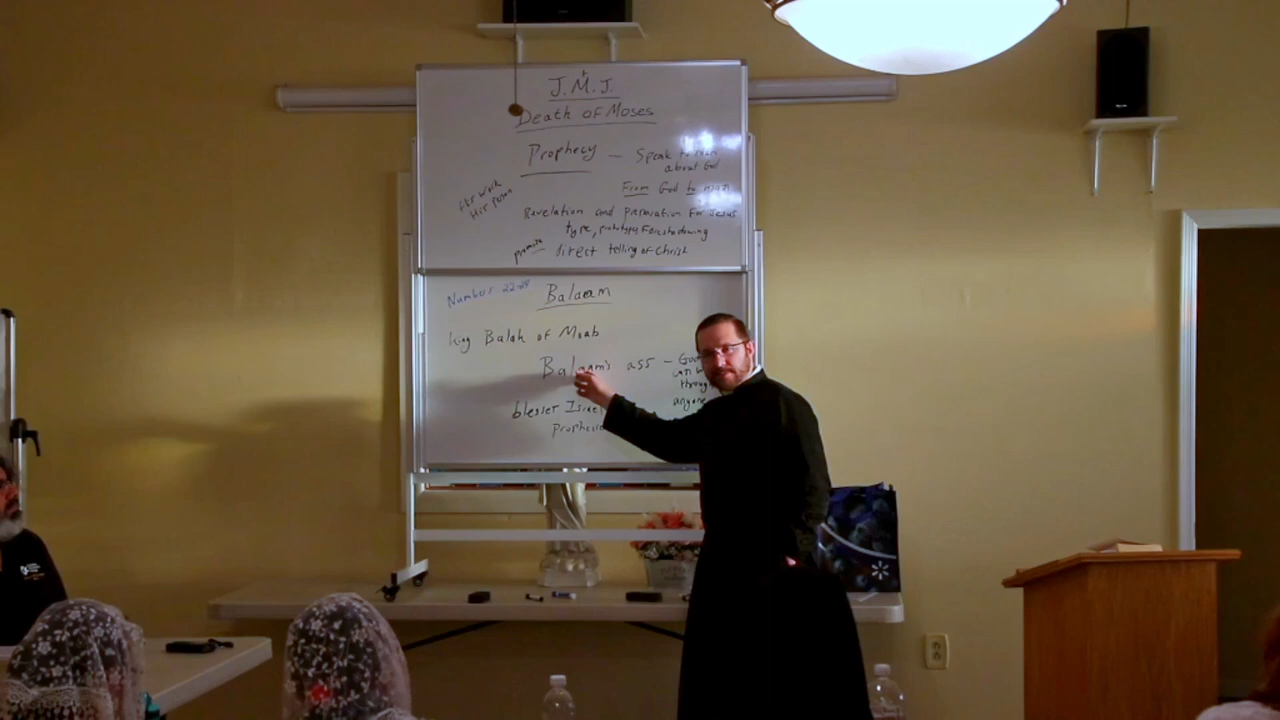 J.M.J.
Death of Moses
Prophecy — Speak to man
about God
From God to man
His work
His person
Revelation and preparation for Jesus
type, prototype, Foreshadowing
promise direct telling of Christ
Numbers 22-24 Balaam
king Balak of Moab
Balaam's ass — God
can
through
anyone
blesses Israel